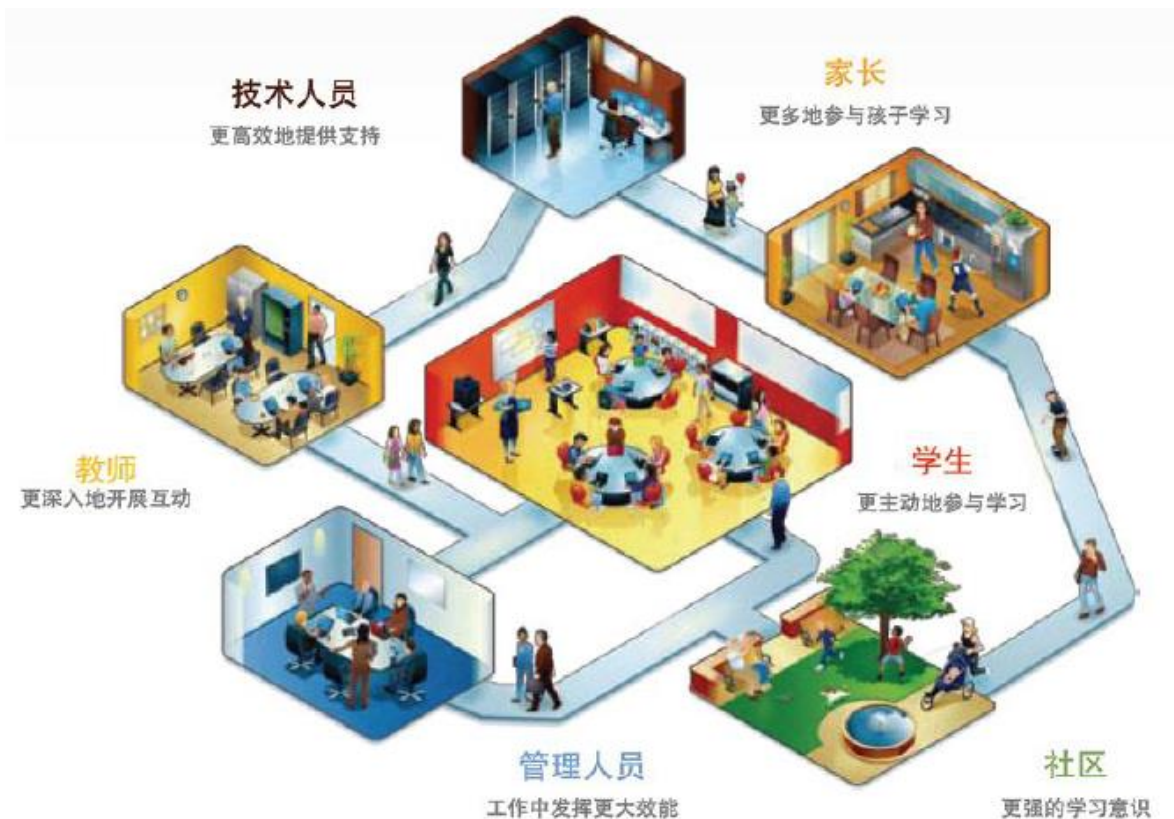 技术人员
更高效地提供支持
家长
更多地参与孩子学习
教师
更深入地开展互动
学生
更主动地参与学习
管理人员
工作中发挥更大效能
社区
更强的学习意识